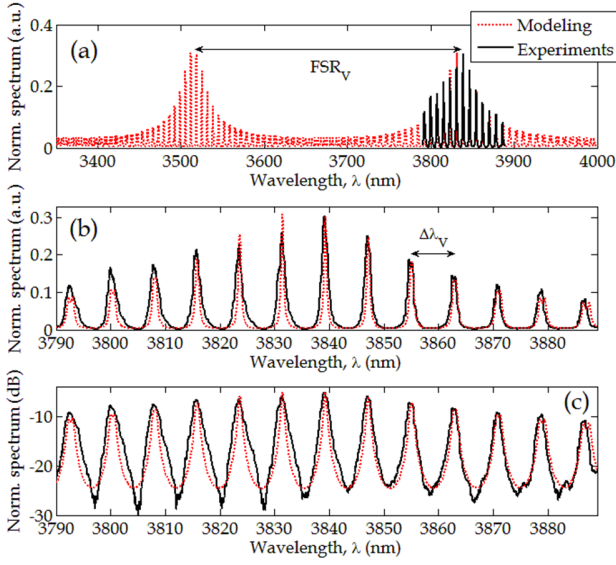 Modeling
Experiments
(a)
FSR_V
Norm. spectrum (a.u.)
0.4
0.2
0
3400 3500 3600 3700 3800 3900 4000
Wavelength, λ (nm)
(b)
Δλ_V
Norm. spectrum (a.u.)
0.3
0.2
0.1
0
3790 3800 3810 3820 3830 3840 3850 3860 3870 3880
Wavelength, λ (nm)
(c)
Norm. spectrum (dB)
-10
-20
-30
3790 3800 3810 3820 3830 3840 3850 3860 3870 3880
Wavelength, λ (nm)